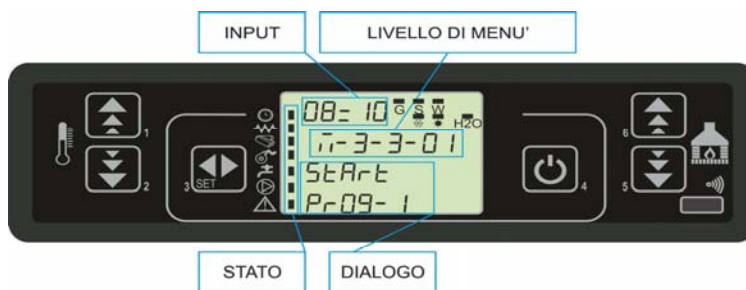 INPUT
LIVELLO DI MENU'
08:10 G S W
H2O
n-3-3-01
StArt
Pr09-1
1
2
3 SET
4
5
6
STATO
DIALOGO